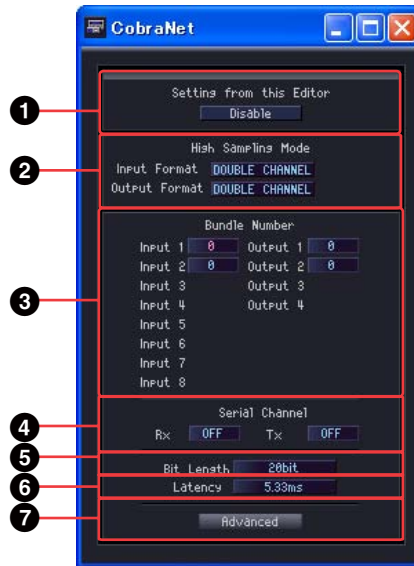 CobraNet
1
Setting from this Editor
Disable
2
High Sampling Mode
Input Format DOUBLE CHANNEL
Output Format DOUBLE CHANNEL
3
Bundle Number
Input 1 0 Output 1 0
Input 2 0 Output 2 0
Input 3 Output 3
Input 4 Output 4
Input 5
Input 6
Input 7
Input 8
4
Serial Channel
Rx OFF Tx OFF
5
Bit Length 20bit
6
Latency 5.33ms
7
Advanced